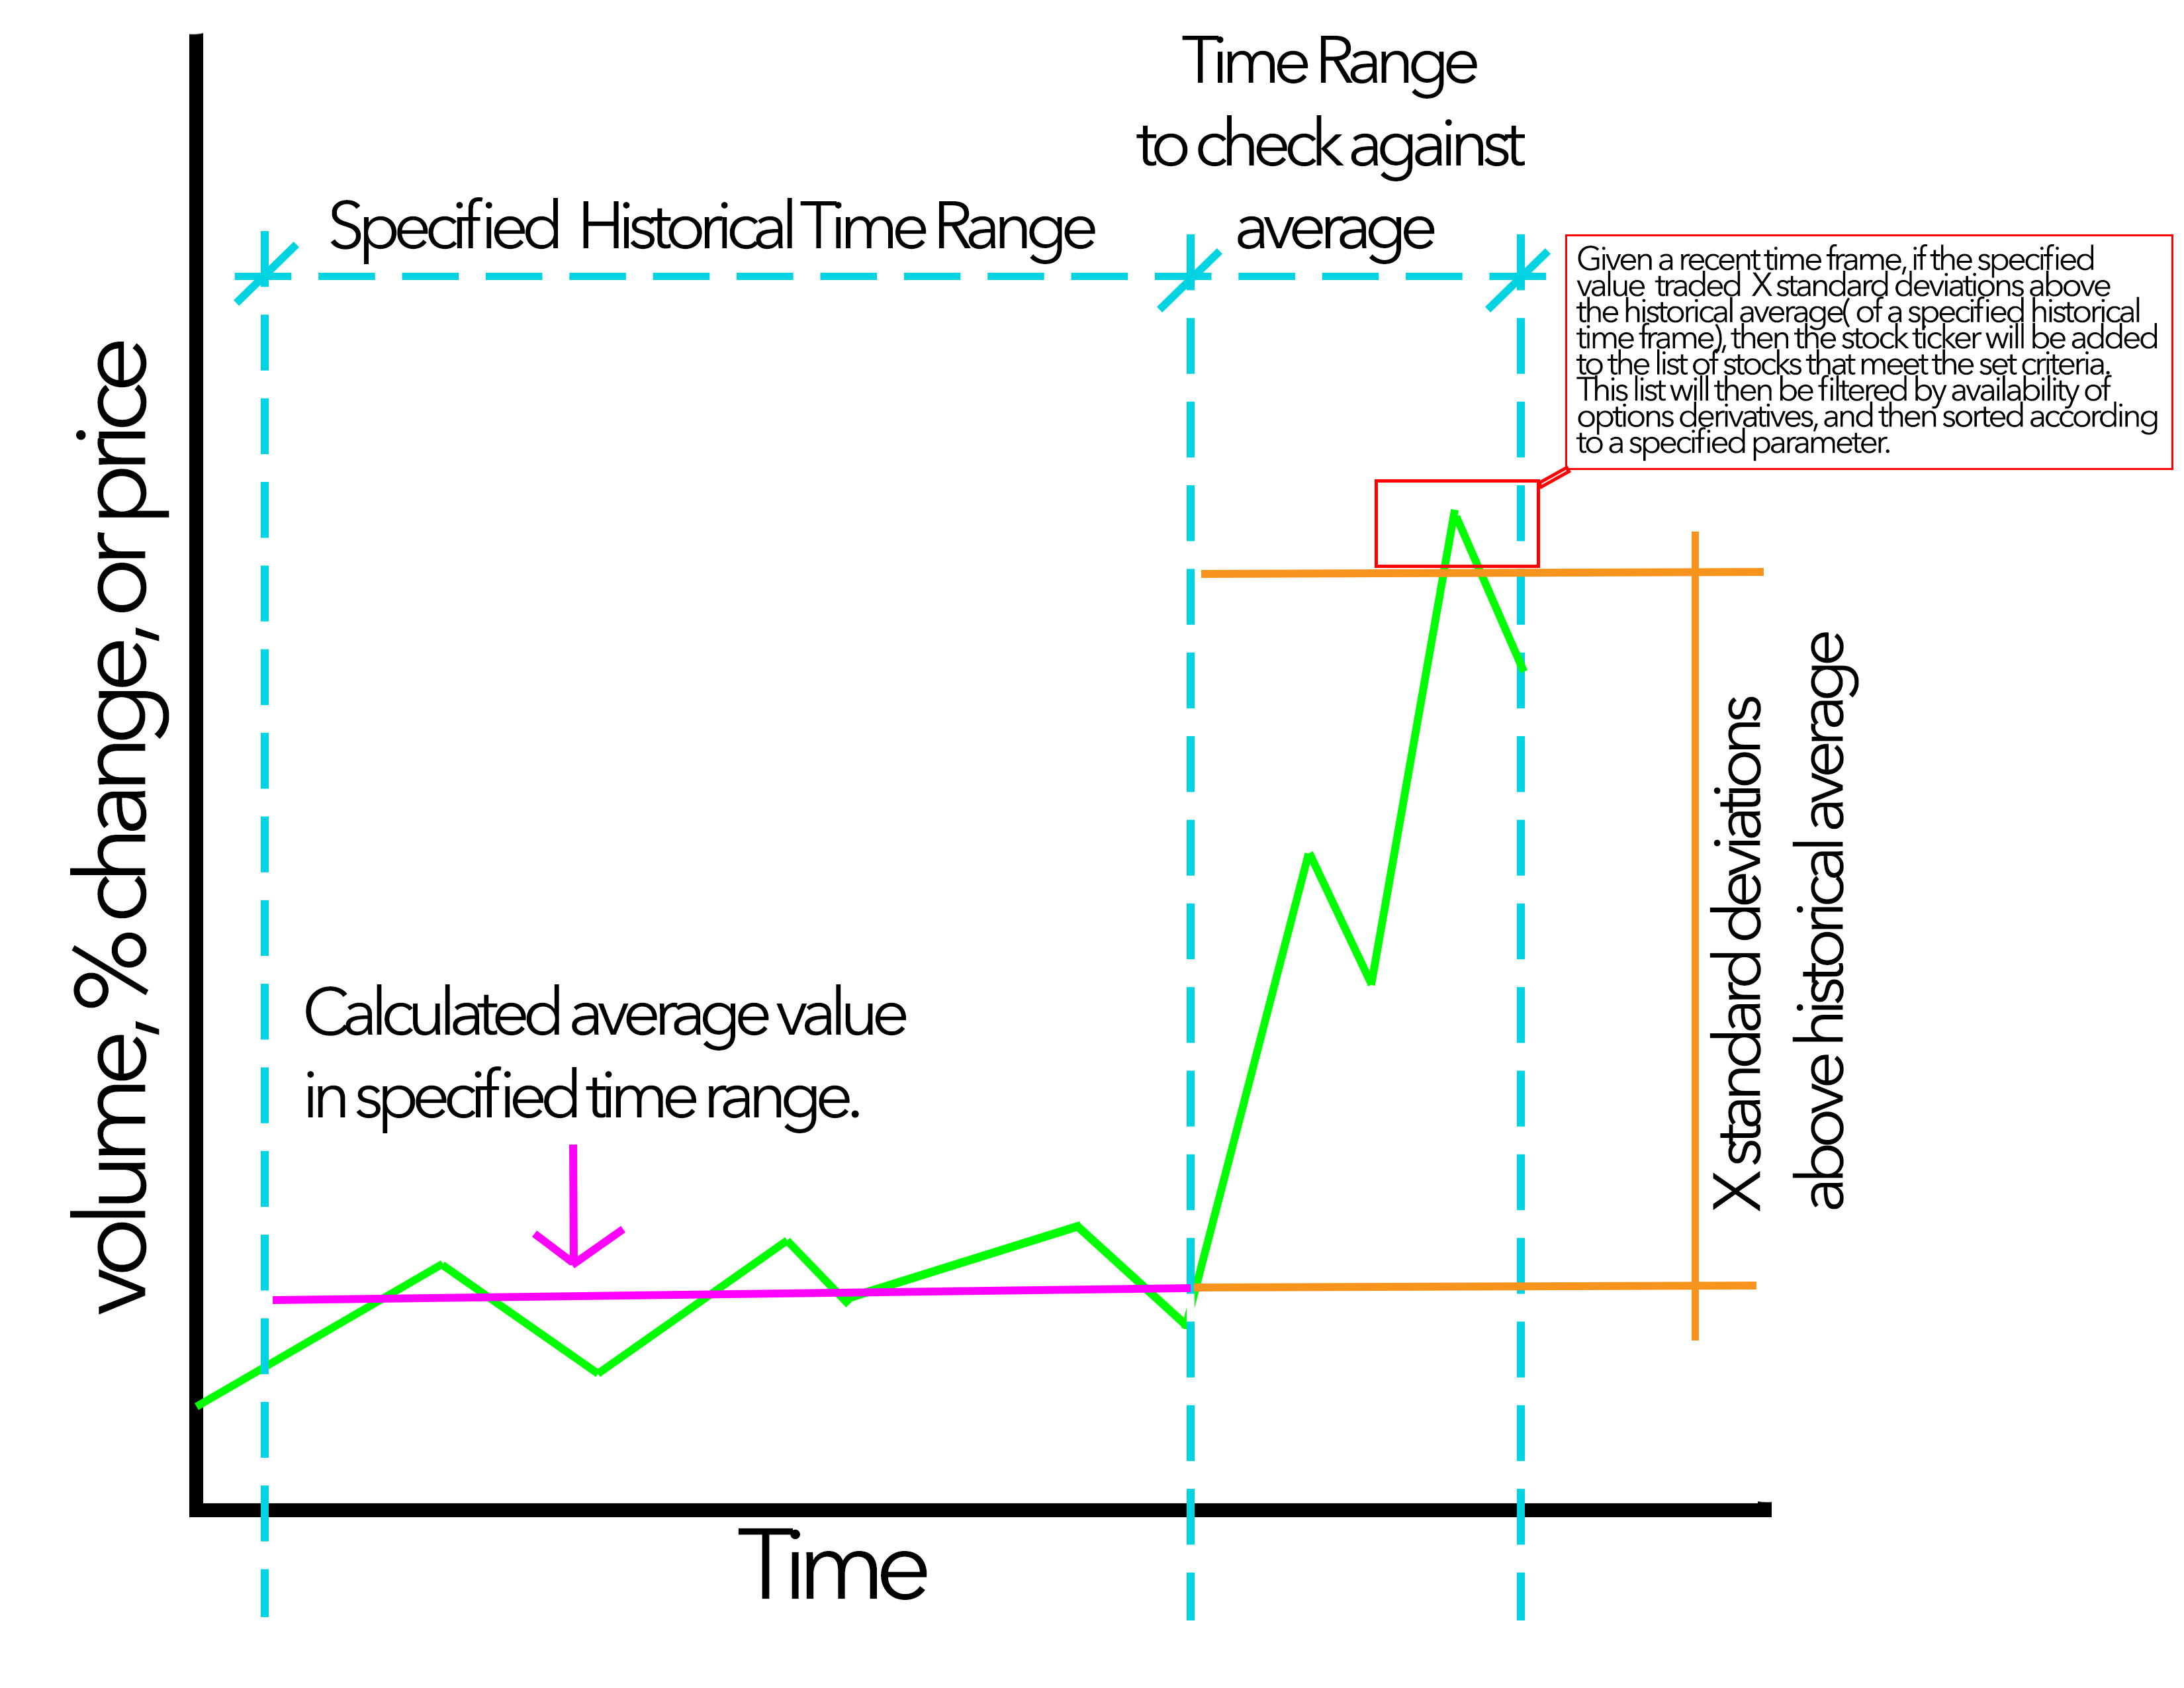 Time Range
to check against
average
Specified Historical Time Range
Given a recent time frame, if the specified
value traded X standard deviations above
the historical average( of a specified historical
time frame), then the stock ticker will be added
to the list of stocks that meet the set criteria.
This list will then be filtered by availability of
options derivatives, and then sorted according
to a specified parameter.
volume, % change, or price
X standard deviations
above historical average
Calculated average value
in specified time range.
Time